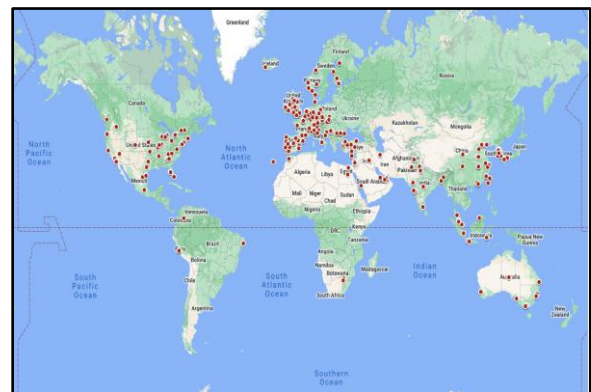 Greenland
Iceland
Finland
Sweden
Russia
Canada
United
Poland
Ukraine
Kazakhstan
Mongolia
North
Pacific
Ocean
United States
North
Atlantic
Ocean
Afghanistan
China
Japan
Algeria
Libya
Egypt
Saudi Arabia
Iran
Pakistan
Mexico
Mali
Niger
Chad
Sudan
Thailand
Venezuela
Colombia
Nigeria
Ethiopia
DRC
Kenya
Tanzania
Indonesia
Papua New
Guinea
Brazil
Bolivia
Angola
Namibia
Botswana
Madagascar
Indian
Ocean
South
Pacific
Ocean
Chile
South
Atlantic
Ocean
South Africa
Australia
Argentina
New
Zealand
Southern
Ocean